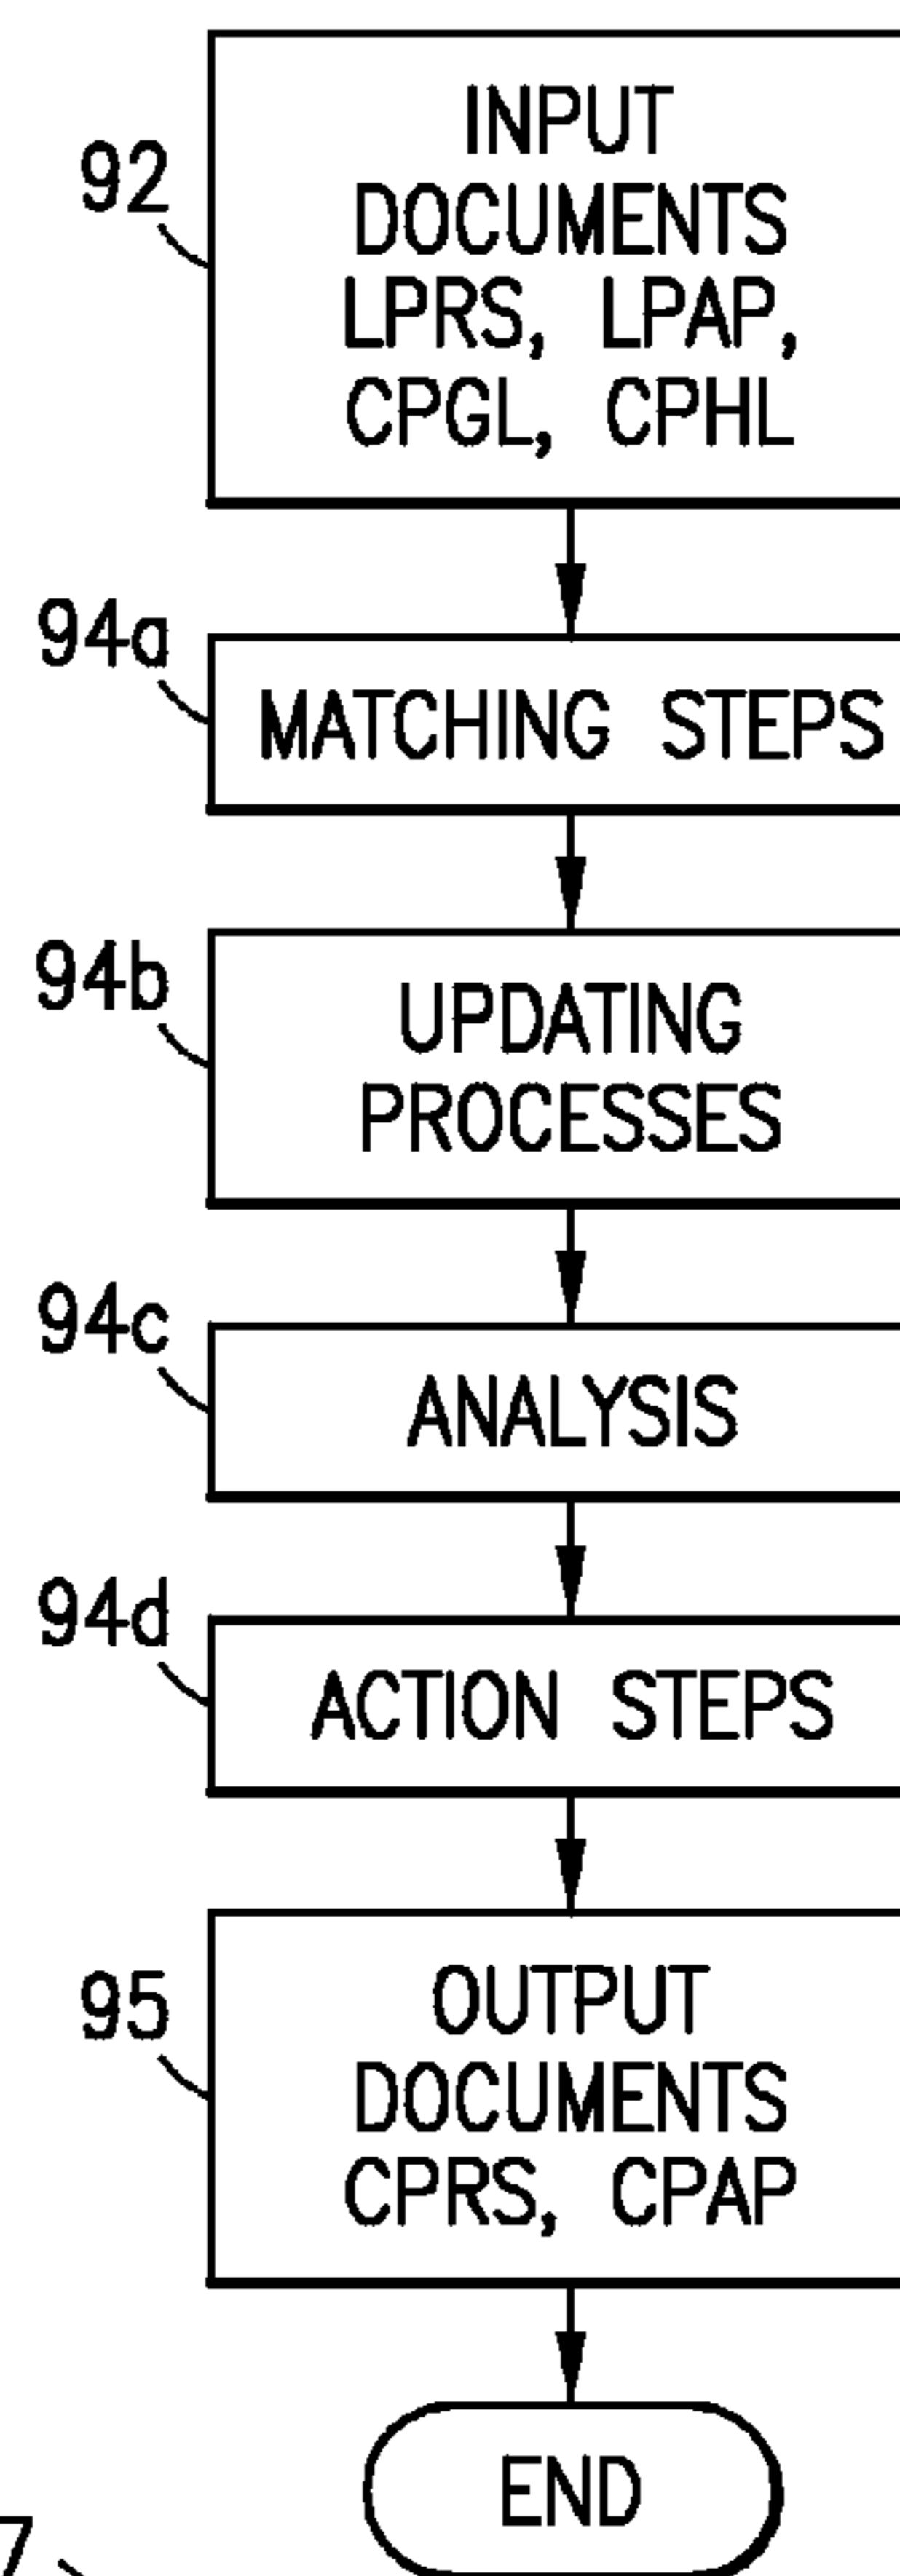 92
INPUT
DOCUMENTS
LPRS, LPAP,
CPGL, CPHL
94a
MATCHING STEPS
94b
UPDATING
PROCESSES
94c
ANALYSIS
94d
ACTION STEPS
95
OUTPUT
DOCUMENTS
CPRS, CPAP
END
7